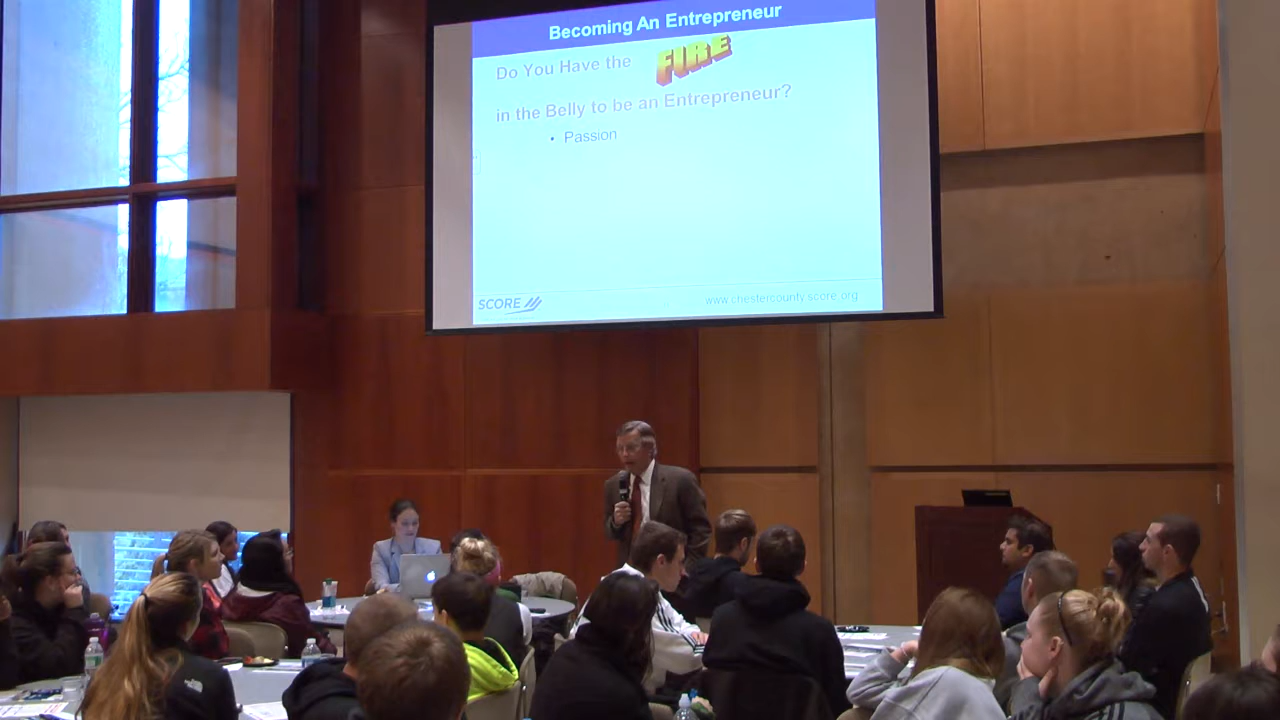 Becoming An Entrepreneur
Do You Have the FIRE
in the Belly to be an Entrepreneur?
• Passion
SCORE
www.chestercounty.score.org